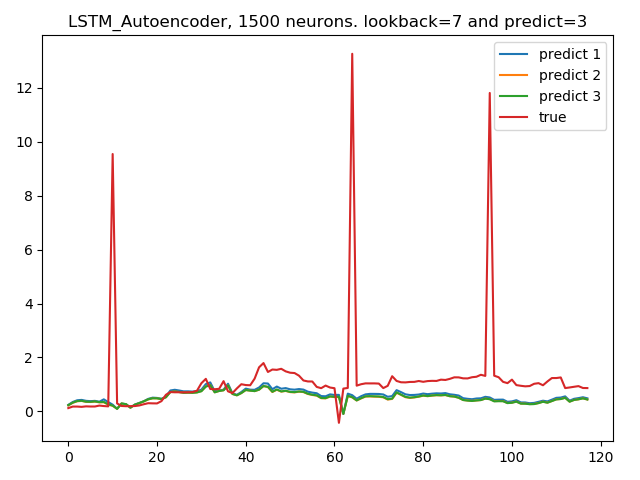 LSTM_Autoencoder, 1500 neurons. lookback=7 and predict=3
predict 1
predict 2
predict 3
true
12
10
8
6
4
2
0
0 20 40 60 80 100 120